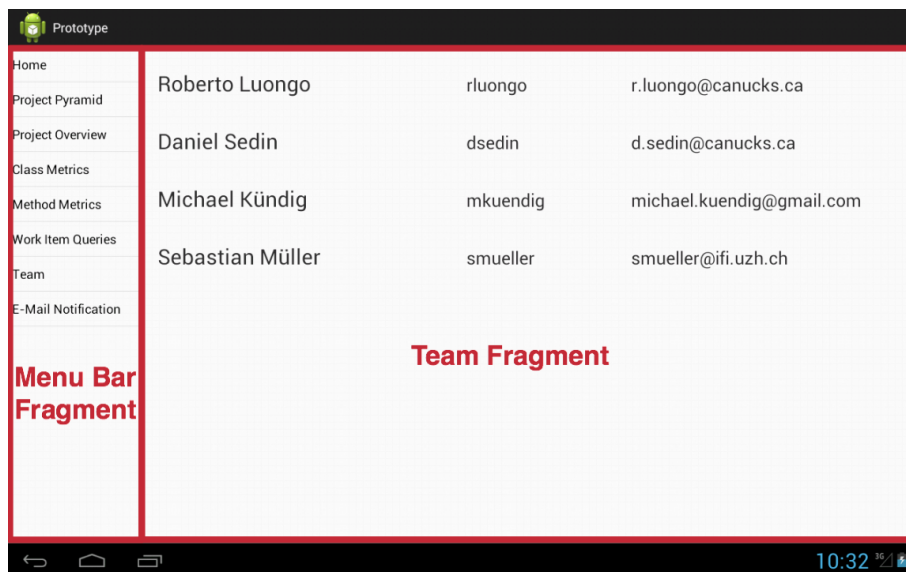 Prototype
Home
Project Pyramid
Project Overview
Class Metrics
Method Metrics
Work Item Queries
Team
E-Mail Notification
Menu Bar
Fragment
Roberto Luongo rluongo r.luongo@canucks.ca
Daniel Sedin dsedin d.sedin@canucks.ca
Michael Kündig mkuendig michael.kuendig@gmail.com
Sebastian Müller smueller smueller@ifi.uzh.ch
Team Fragment
10:32 3G